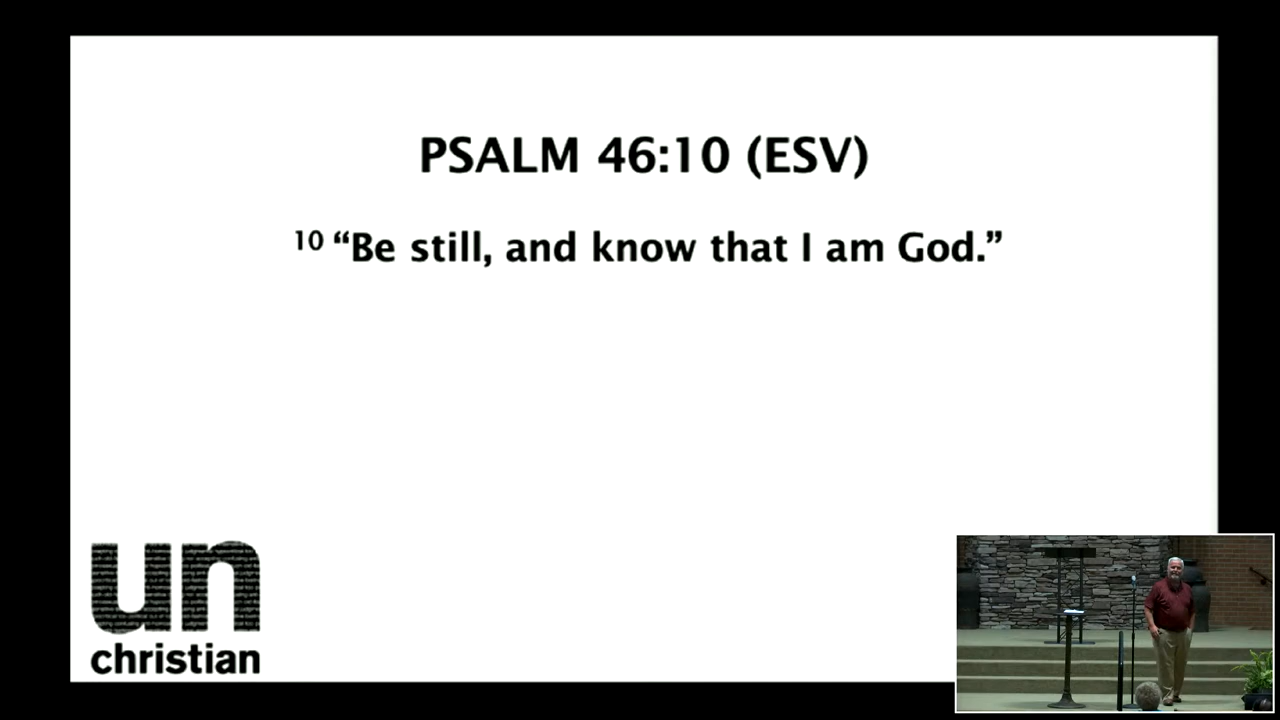 PSALM 46:10 (ESV)
10 “Be still, and know that I am God.”
un
christian